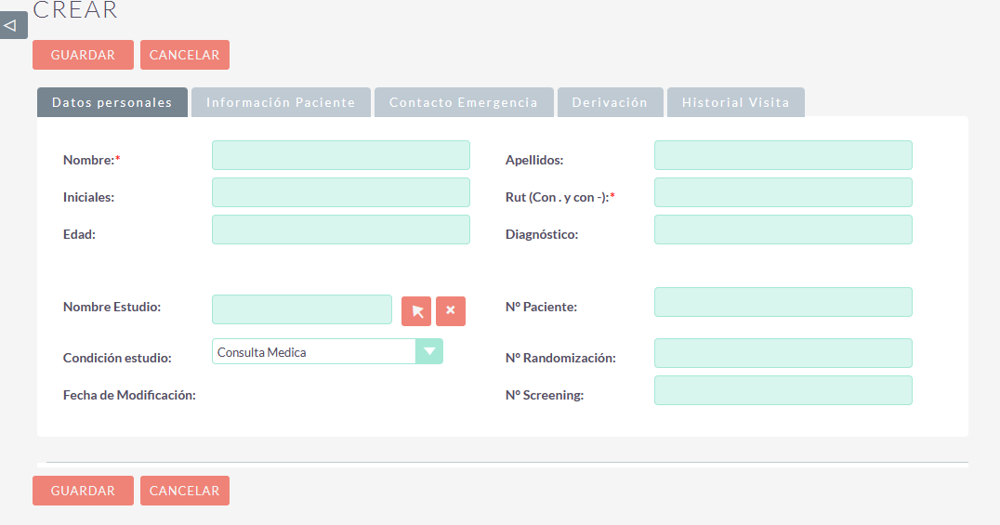 CREAR
GUARDAR CANCELAR
Datos personales Información Paciente Contacto Emergencia Derivación Historial Visita
Nombre:* Apellidos:
Iniciales: Rut (Con . y con -):*
Edad: Diagnóstico:
Nombre Estudio: Nº Paciente:
Condición estudio: Consulta Medica Nº Randomización:
Fecha de Modificación: Nº Screening:
GUARDAR CANCELAR